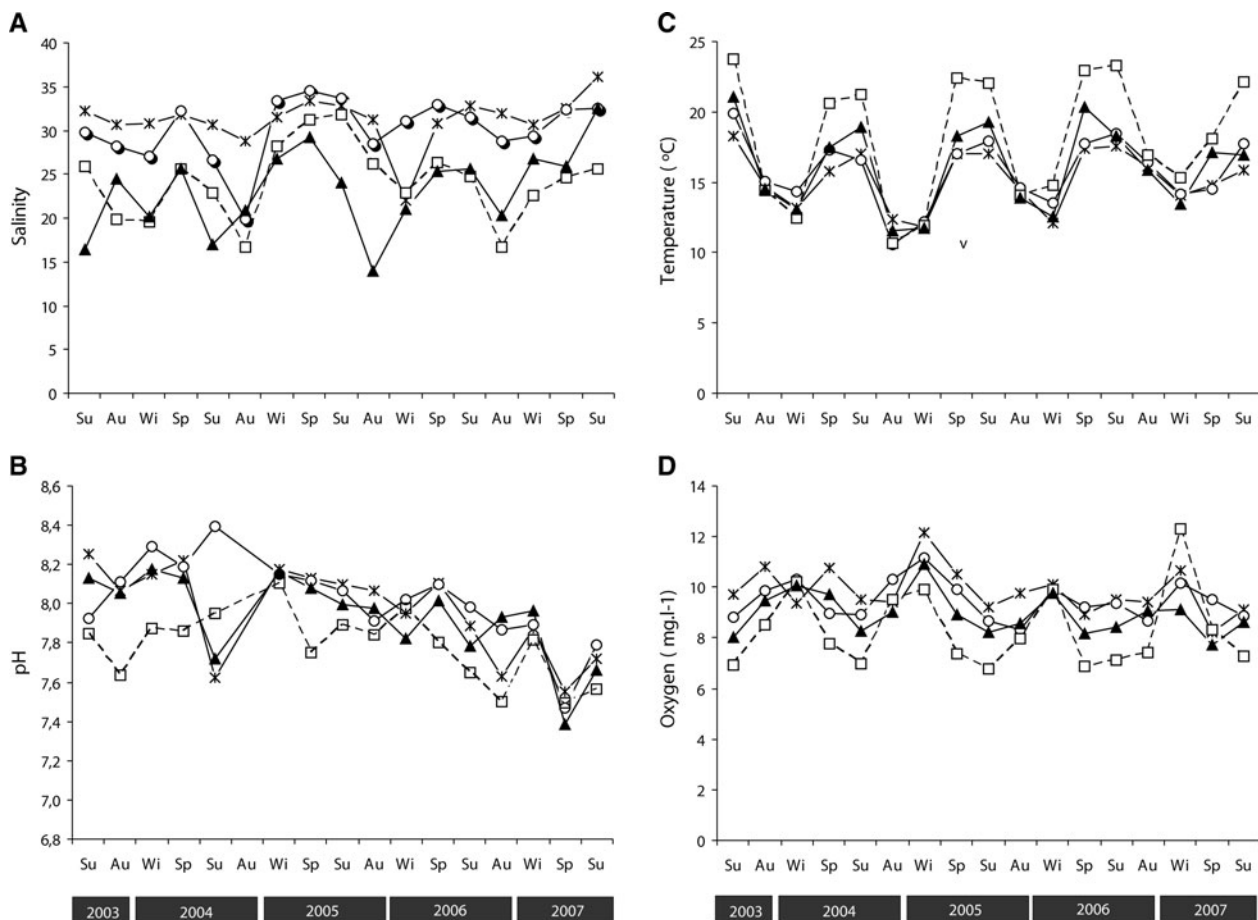 A
Salinity
40
35
30
25
20
15
10
5
0
Su Au Wi Sp Su Au Wi Sp Su Au Wi Sp Su Au Wi Sp Su
B
pH
8,6
8,4
8,2
8,0
7,8
7,6
7,4
7,2
7,0
6,8
Su Au Wi Sp Su Au Wi Sp Su Au Wi Sp Su Au Wi Sp Su
2003 2004 2005 2006 2007
C
Temperature ( °C)
25
20
15
10
5
0
v
Su Au Wi Sp Su Au Wi Sp Su Au Wi Sp Su Au Wi Sp Su
D
Oxygen ( mg.l-1)
14
12
10
8
6
4
2
0
Su Au Wi Sp Su Au Wi Sp Su Au Wi Sp Su Au Wi Sp Su
2003 2004 2005 2006 2007